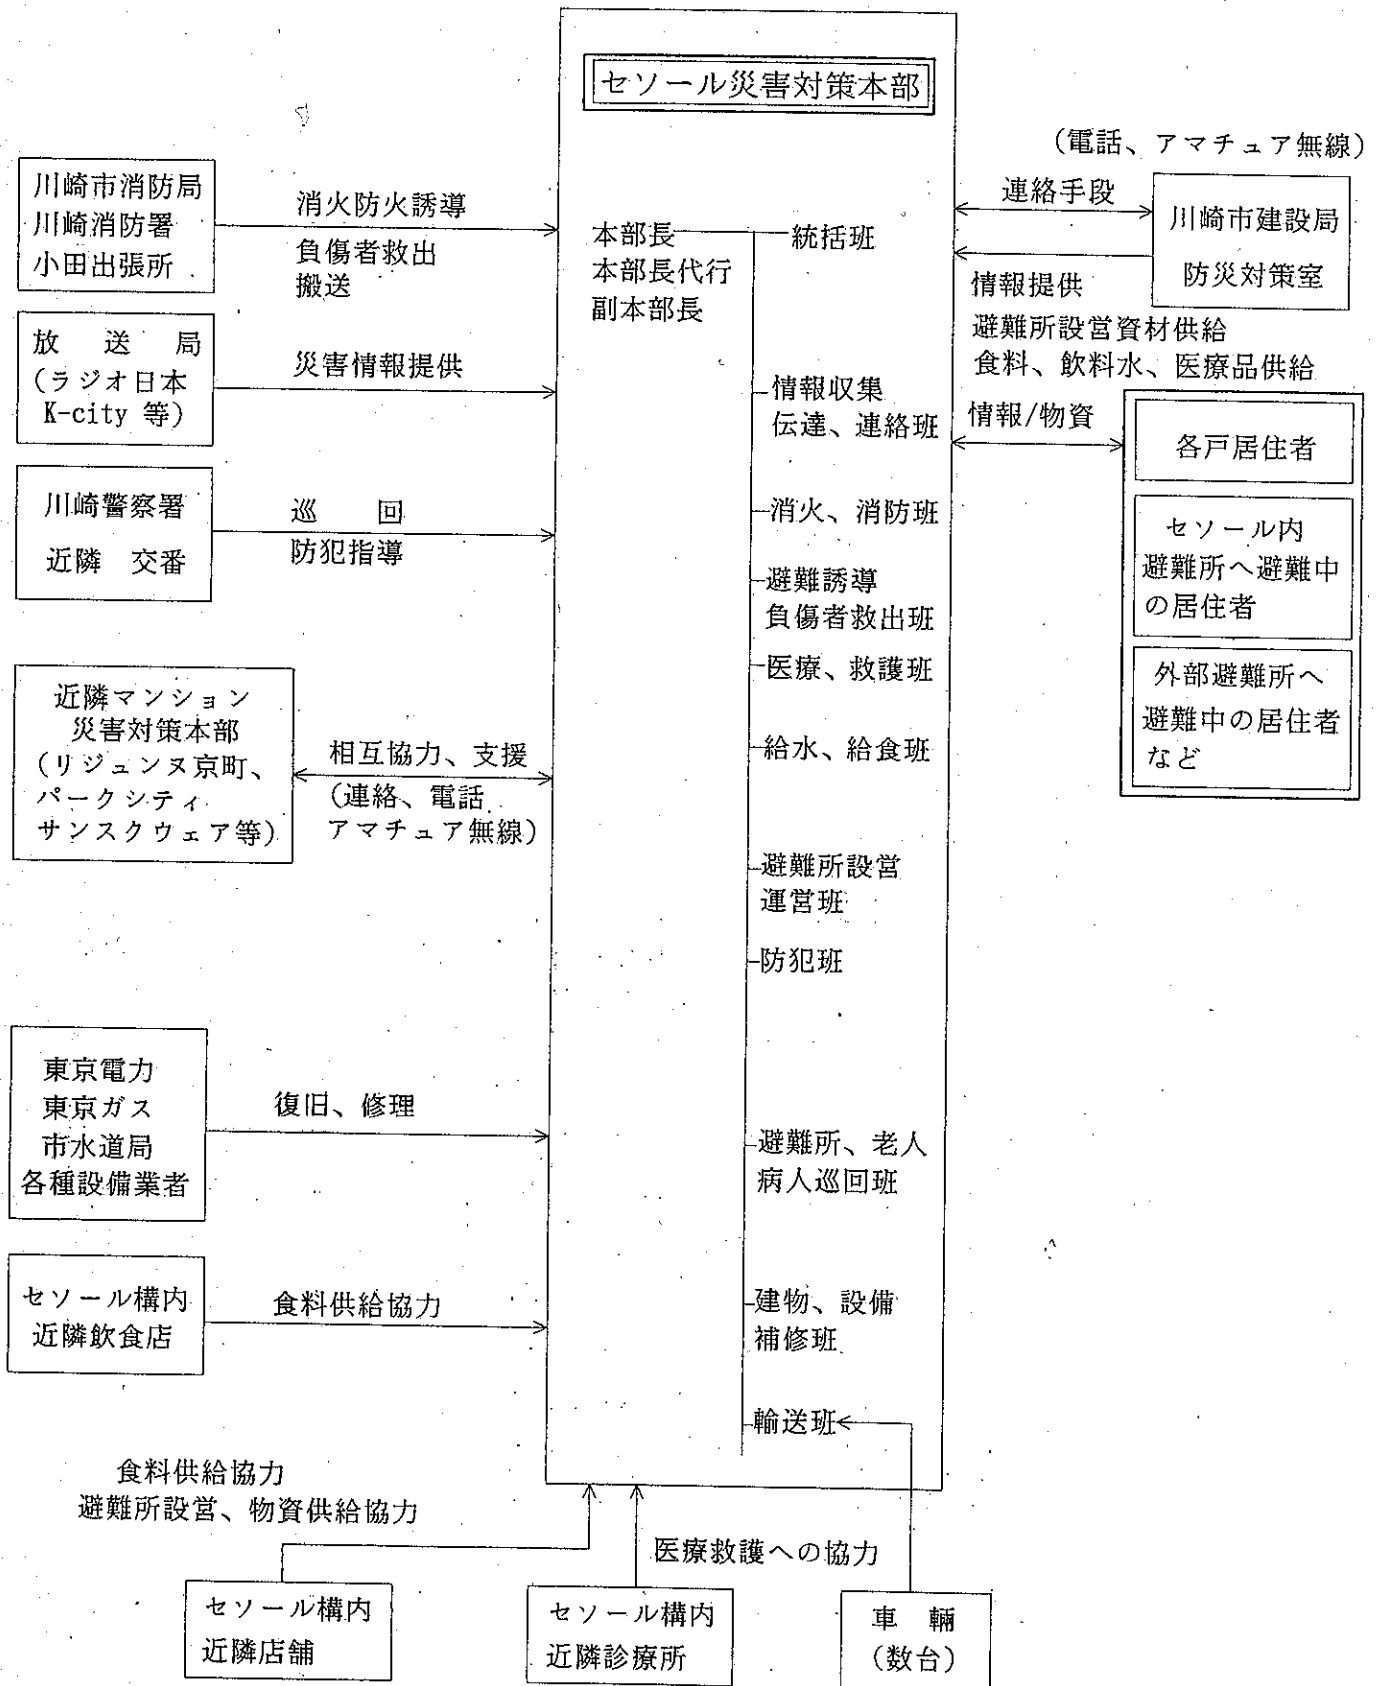 セソール災害対策本部
川崎市消防局
川崎消防署
小田出張所
消火防火誘導
負傷者救出
搬送
放　送　局
(ラジオ日本
K-city 等)
災害情報提供
川崎警察署
近隣　交番
巡　回
防犯指導
近隣マンション
災害対策本部
(リジュンヌ京町、
パークシティ
サンスクウェア等)
相互協力、支援
(連絡、電話
アマチュア無線)
東京電力
東京ガス
市水道局
各種設備業者
復旧、修理
セソール構内
近隣飲食店
食料供給協力
本部長
本部長代行
副本部長
統括班
情報収集
伝達、連絡班
消火、消防班
避難誘導
負傷者救出班
医療、救護班
給水、給食班
避難所設営
運営班
防犯班
避難所、老人
病人巡回班
建物、設備
補修班
輸送班
(電話、アマチュア無線)
連絡手段
川崎市建設局
防災対策室
情報提供
避難所設営資材供給
食料、飲料水、医療品供給
情報/物資
各戸居住者
セソール内
避難所へ避難中
の居住者
外部避難所へ
避難中の居住者
など
食料供給協力
避難所設営、物資供給協力
セソール構内
近隣店舗
医療救護への協力
セソール構内
近隣診療所
車　輛
(数台)